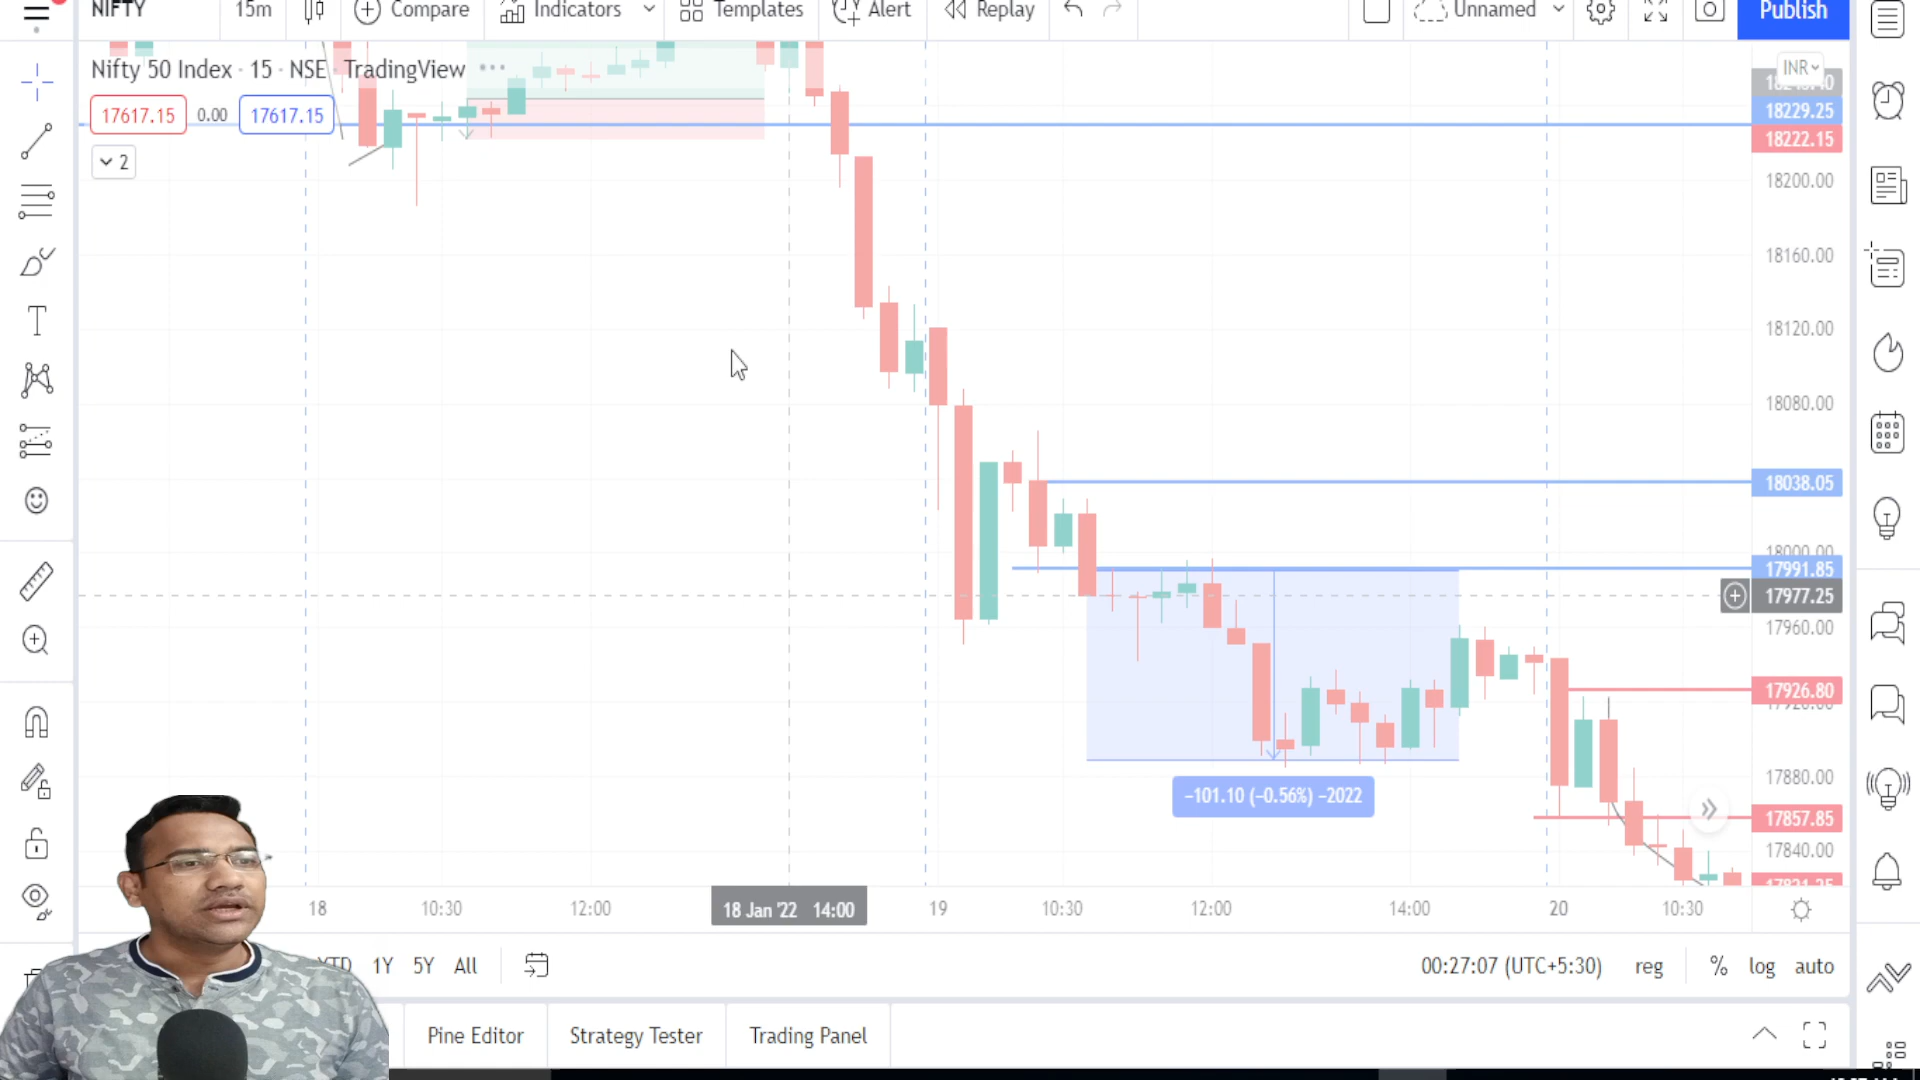 NIFTY 15m Compare Indicators Templates Alert Replay Unnamed Publish
Nifty 50 Index · 15 · NSE TradingView
INR
17617.15 0.00 17617.15
2
18229.25
18222.15
18200.00
18160.00
18120.00
18080.00
18038.05
18000.00
17991.85
17977.25
17960.00
17926.80
17880.00
−101.10 (−0.56%) −2022
17857.85
17840.00
18 10:30 12:00 18 Jan '22 14:00 19 10:30 12:00 14:00 20 10:30
YTD 1Y 5Y All
00:27:07 (UTC+5:30) reg % log auto
Pine Editor Strategy Tester Trading Panel